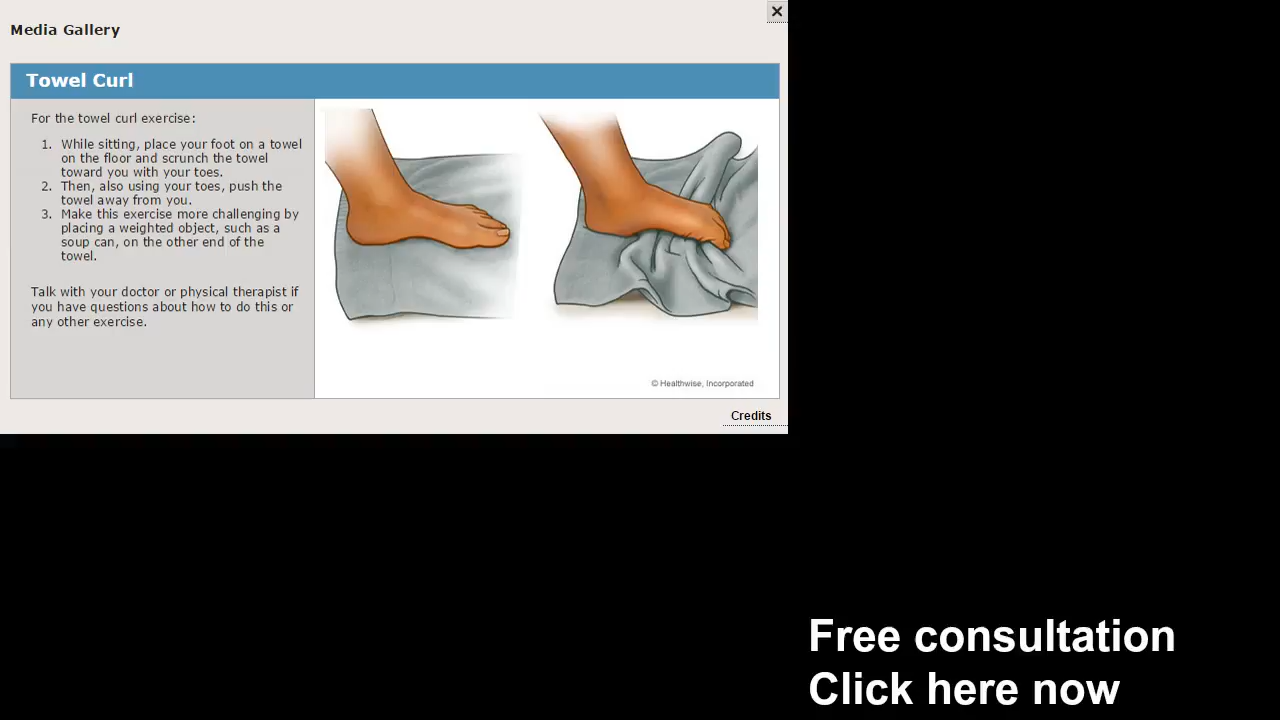 Media Gallery
Towel Curl
For the towel curl exercise:
1. While sitting, place your foot on a towel
on the floor and scrunch the towel
toward you with your toes.
2. Then, also using your toes, push the
towel away from you.
3. Make this exercise more challenging by
placing a weighted object, such as a
soup can, on the other end of the
towel.
Talk with your doctor or physical therapist if
you have questions about how to do this or
any other exercise.
© Healthwise, Incorporated
Credits
Free consultation
Click here now